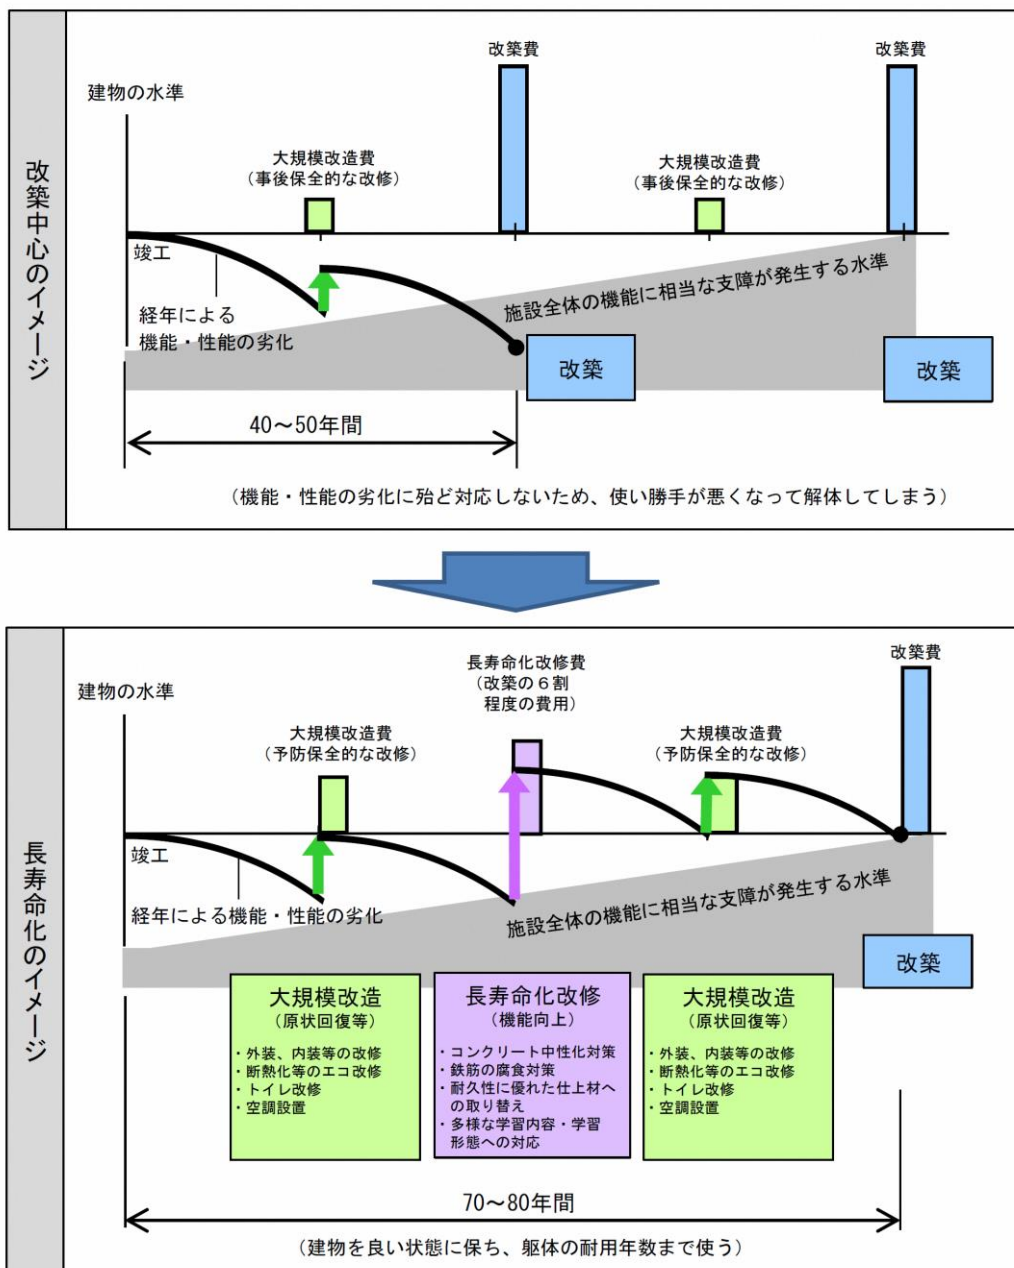 改築中心のイメージ
建物の水準
改築費
改築費
大規模改造費
（事後保全的な改修）
大規模改造費
（事後保全的な改修）
竣工
経年による
機能・性能の劣化
施設全体の機能に相当な支障が発生する水準
改築
改築
40～50年間
（機能・性能の劣化に殆ど対応しないため、使い勝手が悪くなって解体してしまう）
長寿命化のイメージ
建物の水準
長寿命化改修費
（改築の６割
程度の費用）
改築費
大規模改造費
（予防保全的な改修）
大規模改造費
（予防保全的な改修）
竣工
経年による機能・性能の劣化
施設全体の機能に相当な支障が発生する水準
改築
大規模改造
（原状回復等）
・外装、内装等の改修
・断熱化等のエコ改修
・トイレ改修
・空調設置
長寿命化改修
（機能向上）
・コンクリート中性化対策
・鉄筋の腐食対策
・耐久性に優れた仕上材へ
の取り替え
・多様な学習内容・学習
形態への対応
大規模改造
（原状回復等）
・外装、内装等の改修
・断熱化等のエコ改修
・トイレ改修
・空調設置
70～80年間
（建物を良い状態に保ち、躯体の耐用年数まで使う）